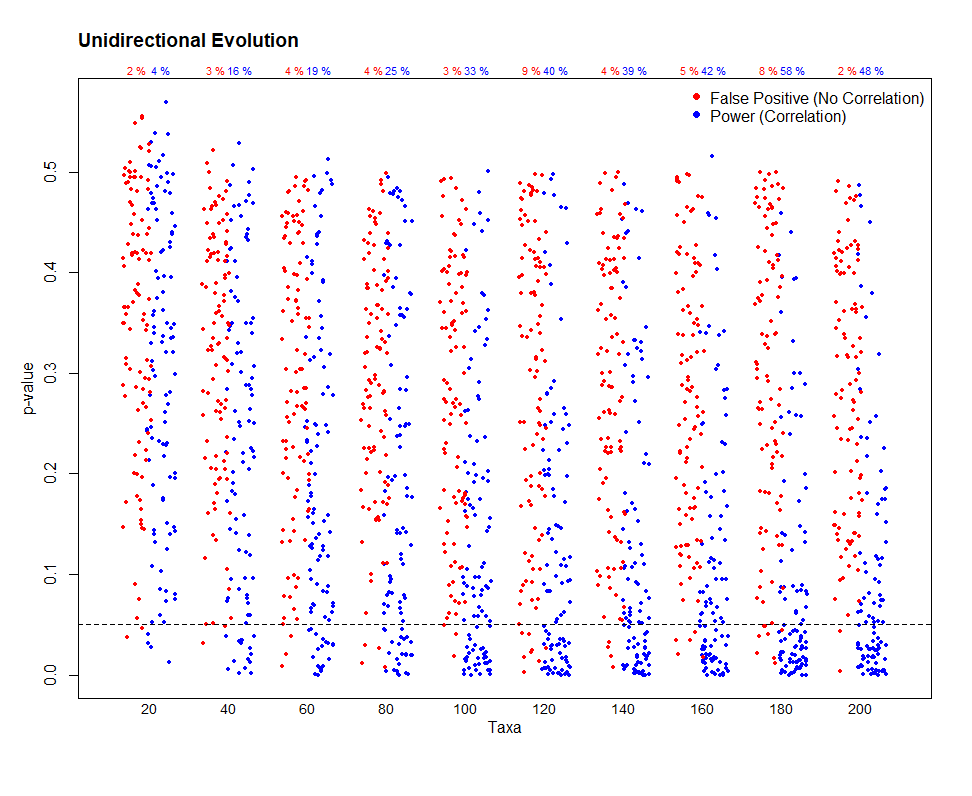 Unidirectional Evolution
2 % 4 % 3 % 16 % 4 % 19 % 4 % 25 % 3 % 33 % 9 % 40 % 4 % 39 % 5 % 42 % 8 % 58 % 2 % 48 %
False Positive (No Correlation)
Power (Correlation)
0.5
0.4
0.3
0.2
0.1
0.0
p-value
20 40 60 80 100 120 140 160 180 200
Taxa